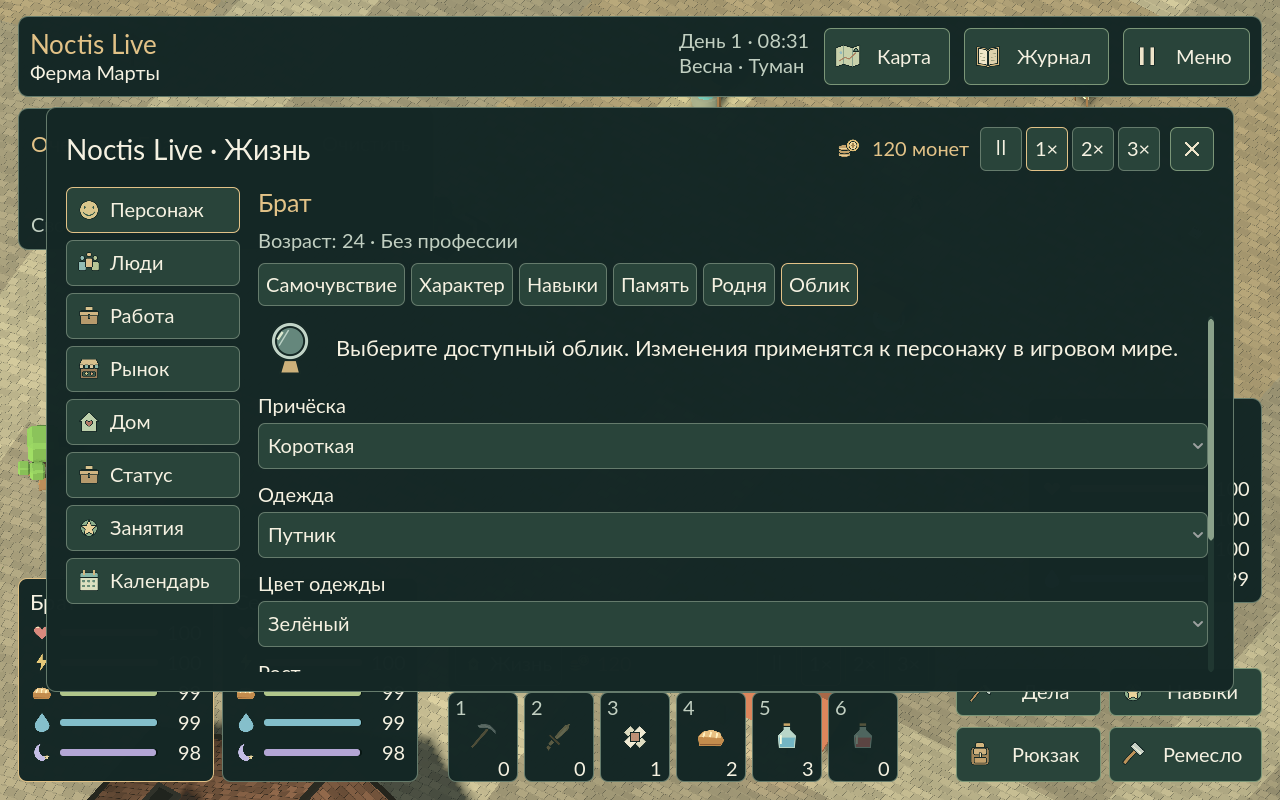 Noctis Live
Ферма Марты
День 1 · 08:31
Весна · Туман
Карта
Журнал
Меню
Noctis Live · Жизнь
120 монет
1×
2×
3×
Персонаж
Люди
Работа
Рынок
Дом
Статус
Занятия
Календарь
Брат
Возраст: 24 · Без профессии
Самочувствие
Характер
Навыки
Память
Родня
Облик
Выберите доступный облик. Изменения применятся к персонажу в игровом мире.
Причёска
Короткая
Одежда
Путник
Цвет одежды
Зелёный
Рост
99
99
98
99
99
98
1
0
2
0
3
1
4
2
5
3
6
0
Дела
Навыки
Рюкзак
Ремесло